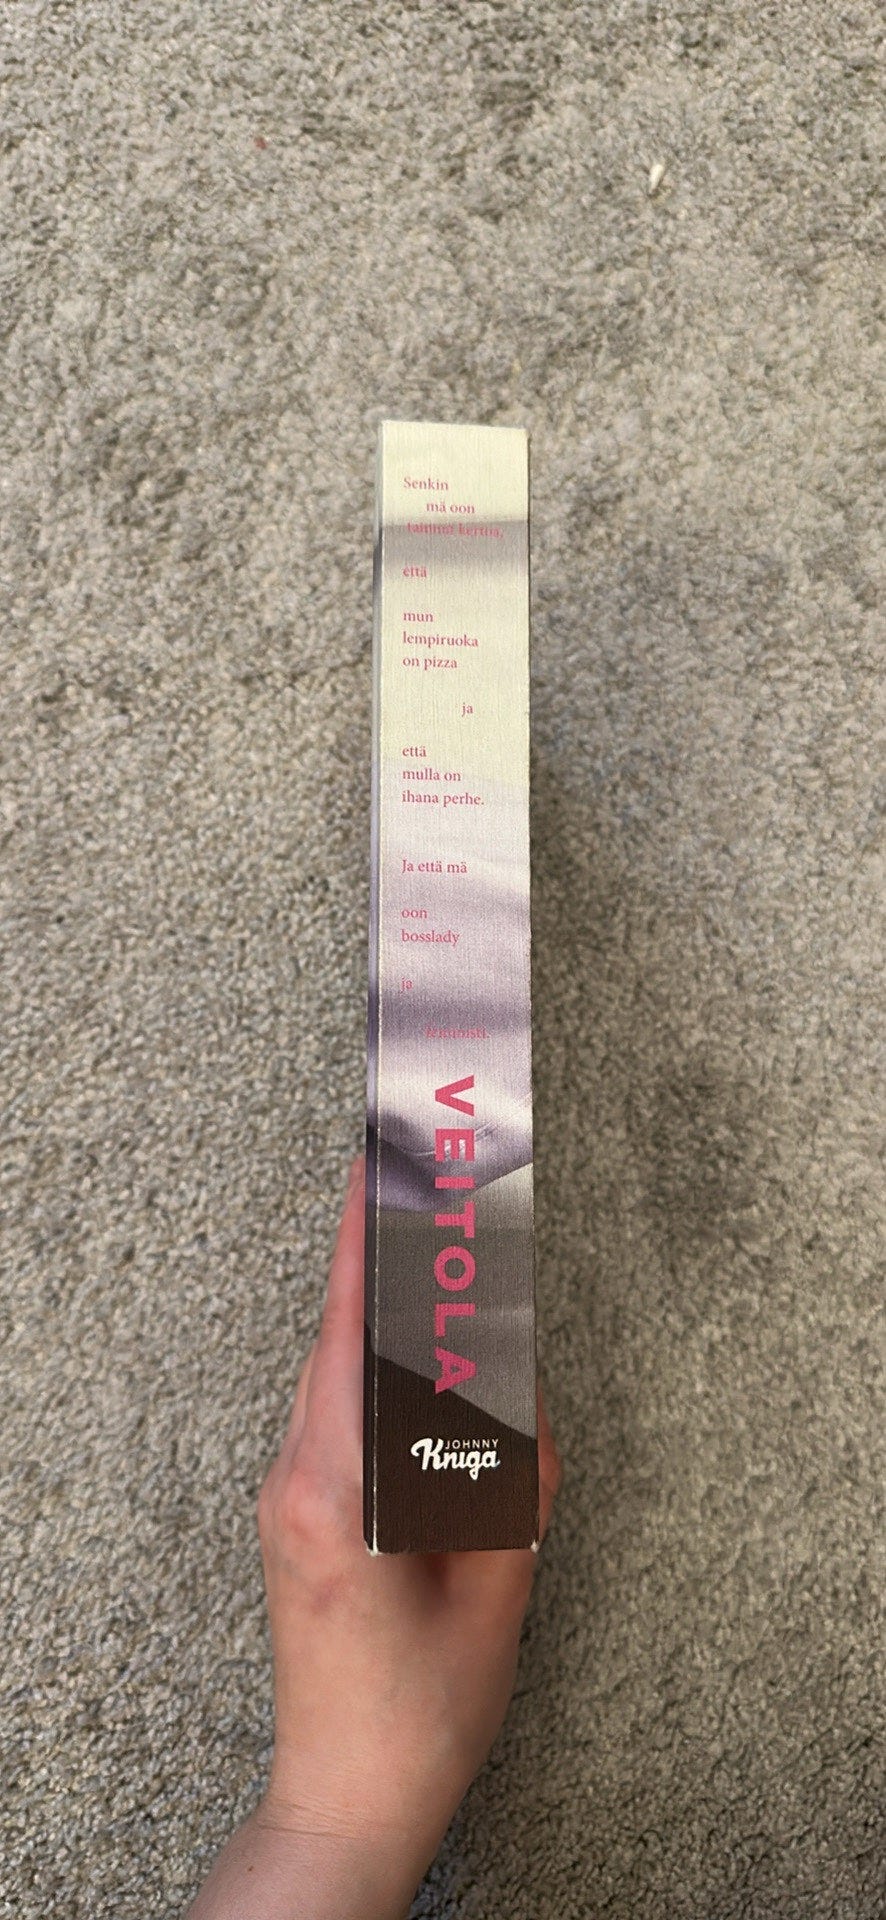 Senkin
mä oon
tainnut kertoa,
että
mun
lempiruoka
on pizza
ja
että
mulla on
ihana perhe.
Ja että mä
oon
bosslady
ja
feministi.
VEITOLA
JOHNNY
Kniga